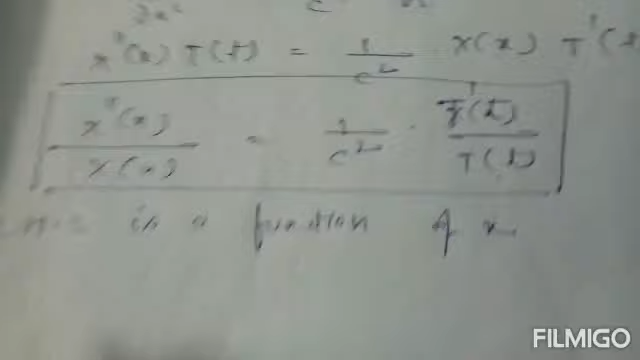 X"(x) T(t) = 1/c² X(x) T'(t
X"(x)/X(x) = 1/c² · T'(t)/T(t)
is a function of x
FILMIGO